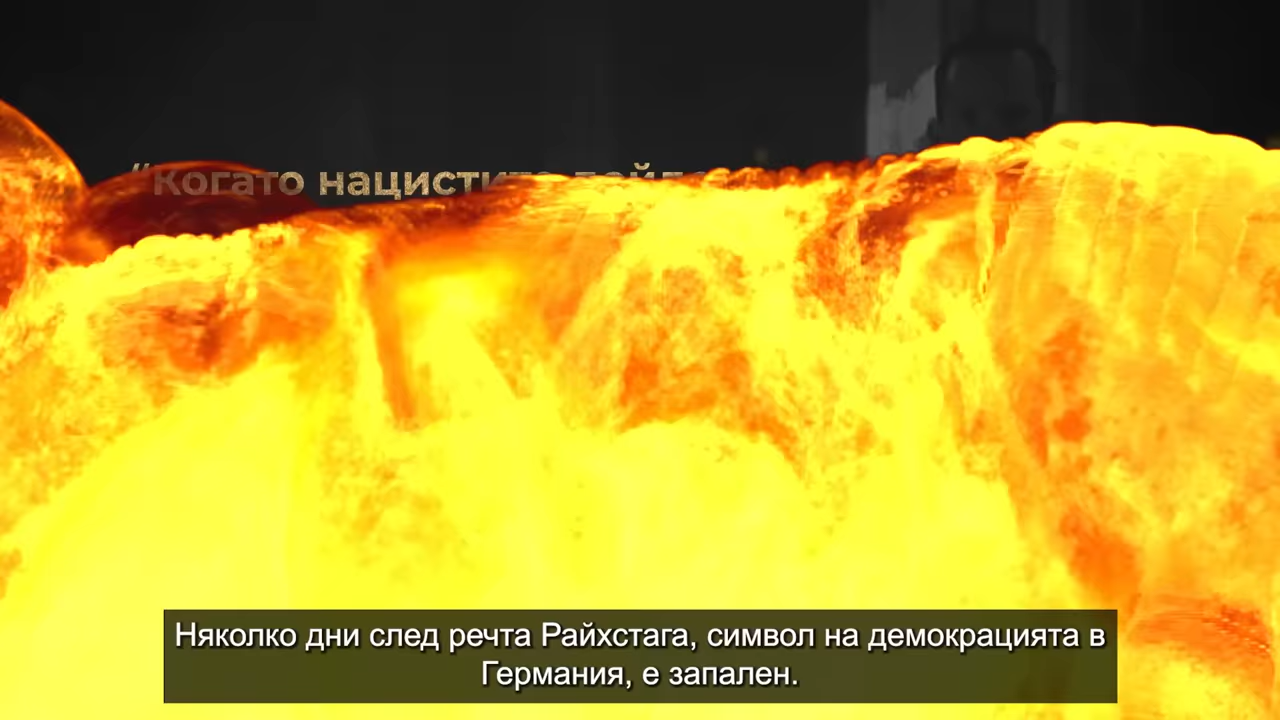 “Когато нацистите
Няколко дни след речта Райхстага, символ на демокрацията в
Германия, е запален.